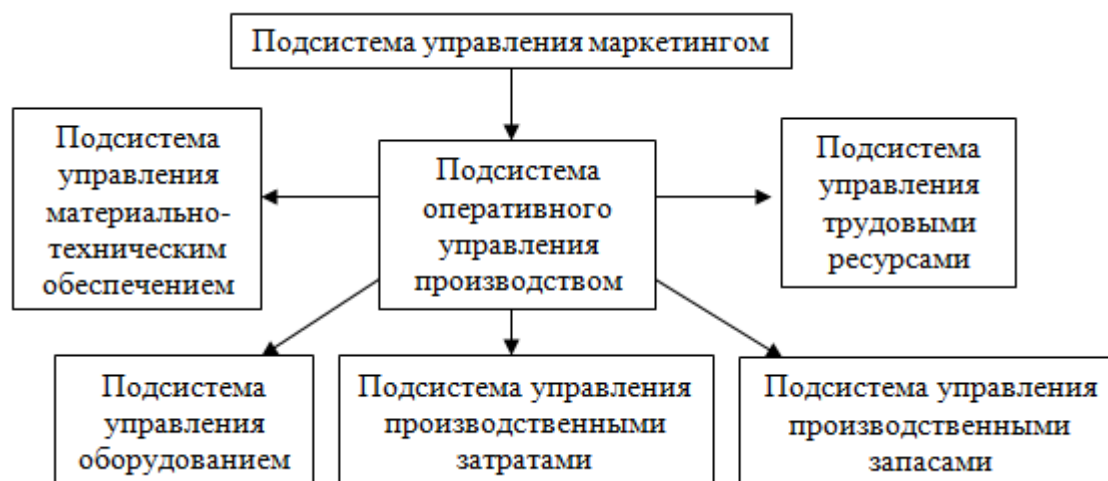 Подсистема управления маркетингом
Подсистема
управления
материально-
техническим
обеспечением
Подсистема
оперативного
управления
производством
Подсистема
управления
трудовыми
ресурсами
Подсистема
управления
оборудованием
Подсистема управления
производственными
затратами
Подсистема управления
производственными
запасами